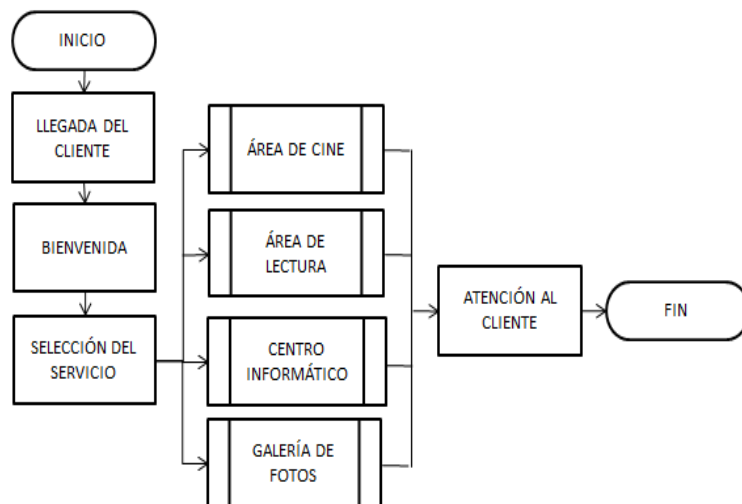 INICIO
LLEGADA DEL
CLIENTE
BIENVENIDA
SELECCIÓN DEL
SERVICIO
ÁREA DE CINE
ÁREA DE
LECTURA
CENTRO
INFORMÁTICO
GALERÍA DE
FOTOS
ATENCIÓN AL
CLIENTE
FIN